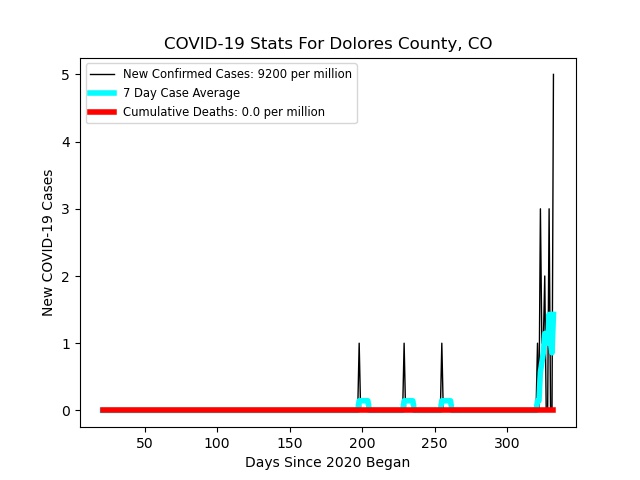 COVID-19 Stats For Dolores County, CO
New Confirmed Cases: 9200 per million
7 Day Case Average
Cumulative Deaths: 0.0 per million
New COVID-19 Cases
5
4
3
2
1
0
50 100 150 200 250 300
Days Since 2020 Began